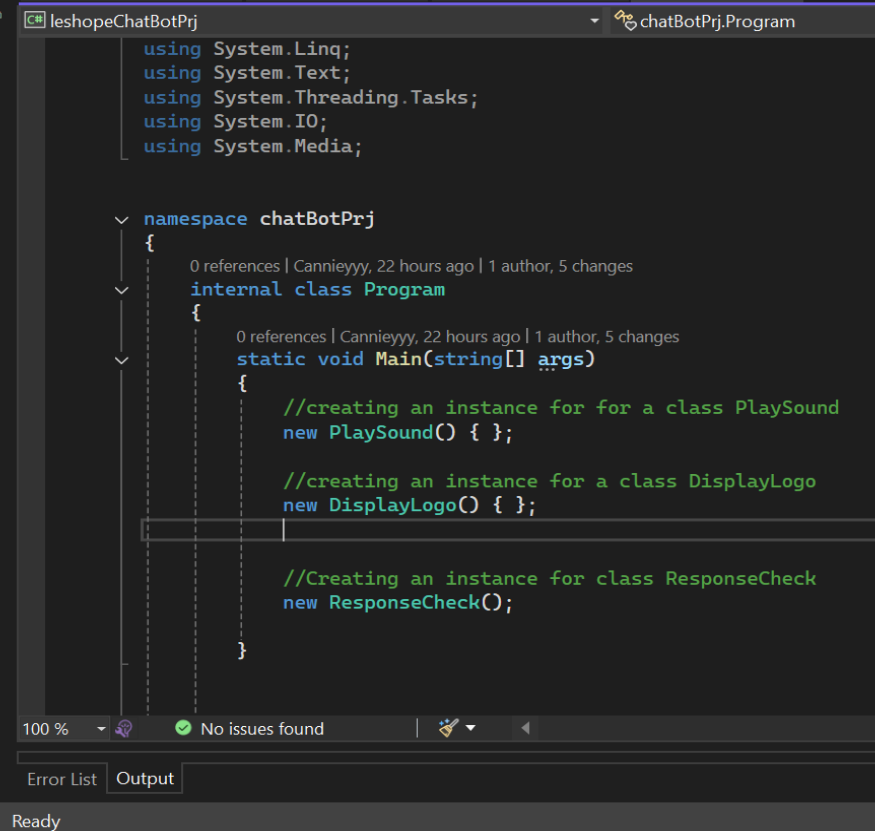 C# leshopeChatBotPrj chatBotPrj.Program
using System.Linq;
using System.Text;
using System.Threading.Tasks;
using System.IO;
using System.Media;
namespace chatBotPrj
{
0 references | Cannieyyy, 22 hours ago | 1 author, 5 changes
internal class Program
{
0 references | Cannieyyy, 22 hours ago | 1 author, 5 changes
static void Main(string[] args)
{
//creating an instance for for a class PlaySound
new PlaySound() { };
//creating an instance for a class DisplayLogo
new DisplayLogo() { };
//Creating an instance for class ResponseCheck
new ResponseCheck();
}
100 % No issues found
Error List Output
Ready